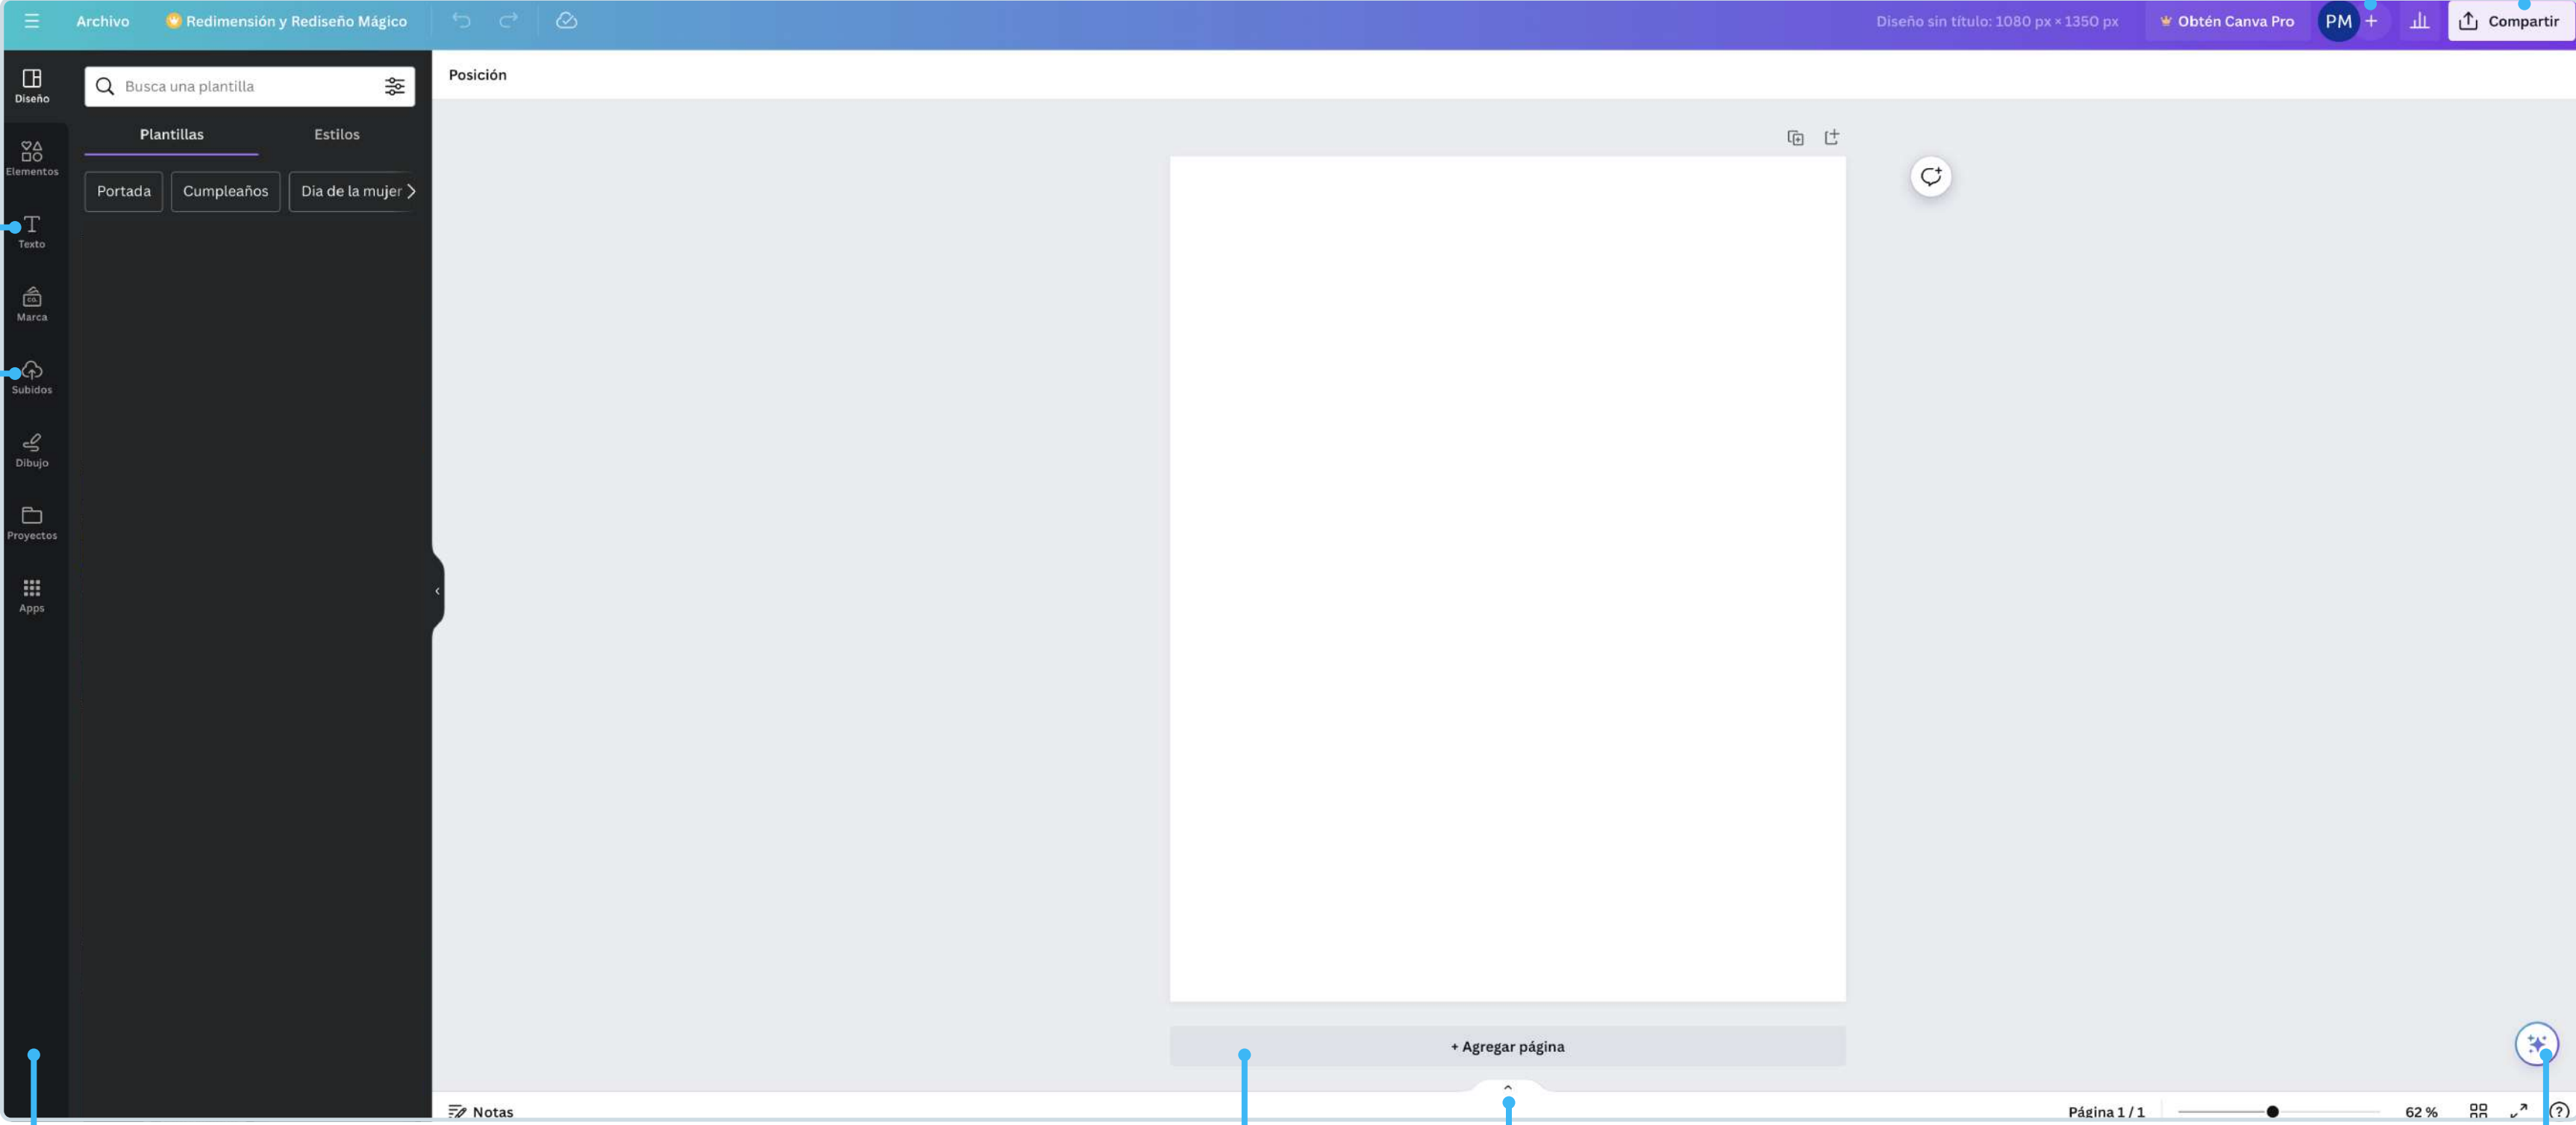 Archivo
Redimensión y Rediseño Mágico
Diseño sin título: 1080 px × 1350 px
Obtén Canva Pro
PM
+
Compartir
Diseño
Elementos
Texto
CO.
Marca
Subidos
Dibujo
Proyectos
Apps
Busca una plantilla
Plantillas
Estilos
Portada
Cumpleaños
Dia de la mujer
Posición
+ Agregar página
Notas
Página 1 / 1
62 %
?